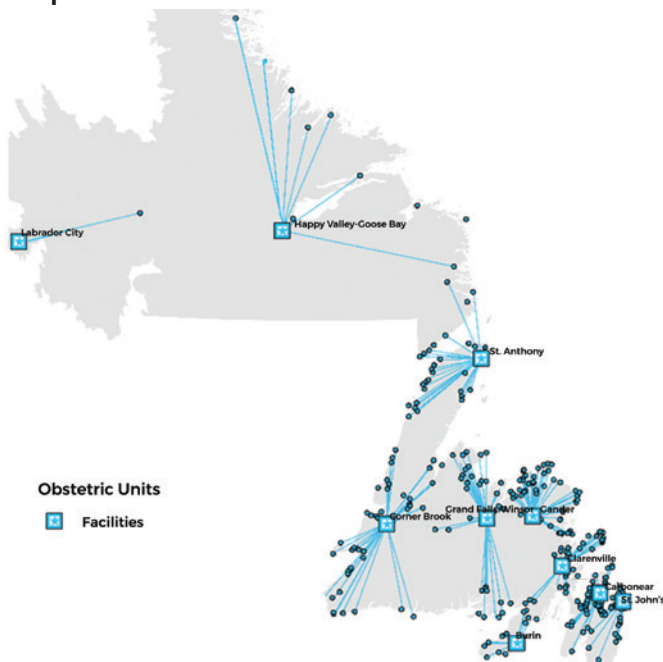 Happy Valley-Goose Bay
Labrador City
St. Anthony
Obstetric Units
Facilities
Grand Falls-Winsor
Gander
Corner Brook
Clarenville
Carbonear
St. John's
Burin